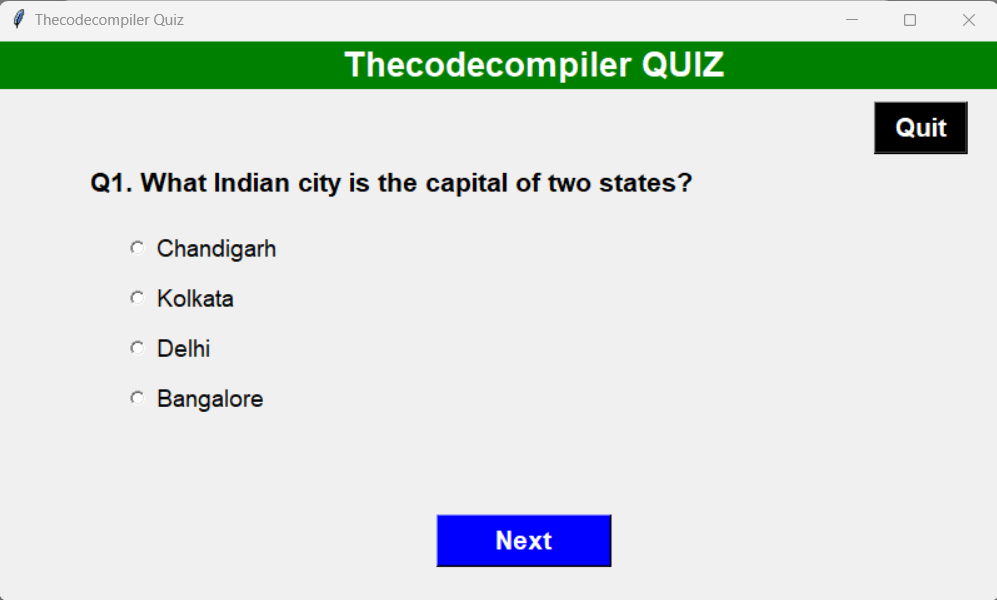 Thecodecompiler Quiz
Thecodecompiler QUIZ
Quit
Q1. What Indian city is the capital of two states?
Chandigarh
Kolkata
Delhi
Bangalore
Next